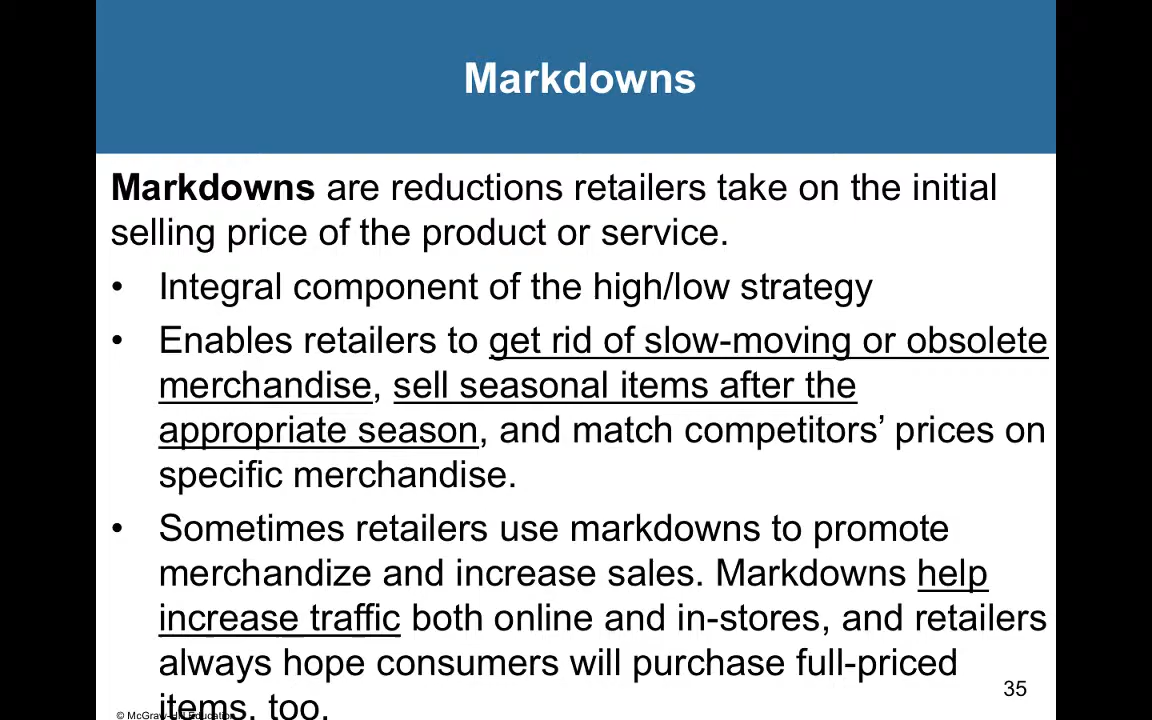 Markdowns
Markdowns are reductions retailers take on the initial
selling price of the product or service.
• Integral component of the high/low strategy
• Enables retailers to get rid of slow-moving or obsolete
merchandise, sell seasonal items after the
appropriate season, and match competitors’ prices on
specific merchandise.
• Sometimes retailers use markdowns to promote
merchandize and increase sales. Markdowns help
increase traffic both online and in-stores, and retailers
always hope consumers will purchase full-priced
items, too.
35
© McGraw-Hill Education